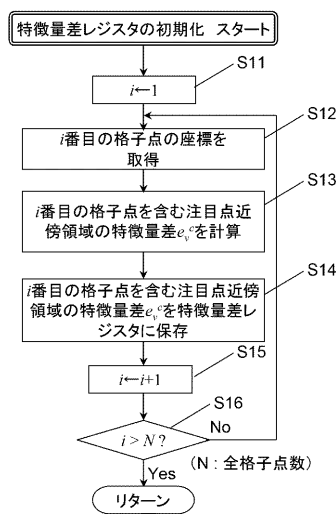 特徴量差レジスタの初期化 スタート
S11
i←1
S12
i番目の格子点の座標を
取得
S13
i番目の格子点を含む注目点近
傍領域の特徴量差eᵥᶜを計算
S14
i番目の格子点を含む注目点近傍
領域の特徴量差eᵥᶜを特徴量レ
ジスタに保存
S15
i←i+1
S16
i > N ?
No
(N : 全格子点数)
Yes
リターン